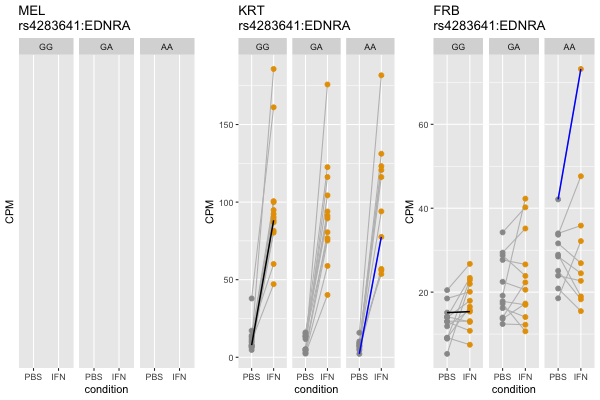 MEL
rs4283641:EDNRA
GG GA AA
CPM
PBS IFN PBS IFN PBS IFN
condition
KRT
rs4283641:EDNRA
GG GA AA
CPM
150
100
50
0
PBS IFN PBS IFN PBS IFN
condition
FRB
rs4283641:EDNRA
GG GA AA
CPM
60
40
20
PBS IFN PBS IFN PBS IFN
condition